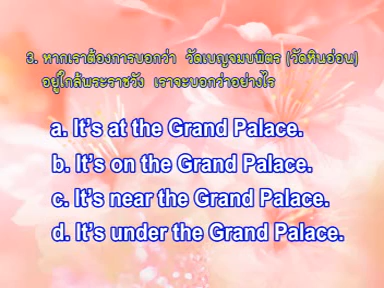 3. หากเราต้องการบอกว่า วัดเบญจมบพิตร (วัดหินอ่อน)
อยู่ใกล้พระราชวัง เราจะบอกว่าอย่างไร
a. It's at the Grand Palace.
b. It's on the Grand Palace.
c. It's near the Grand Palace.
d. It's under the Grand Palace.